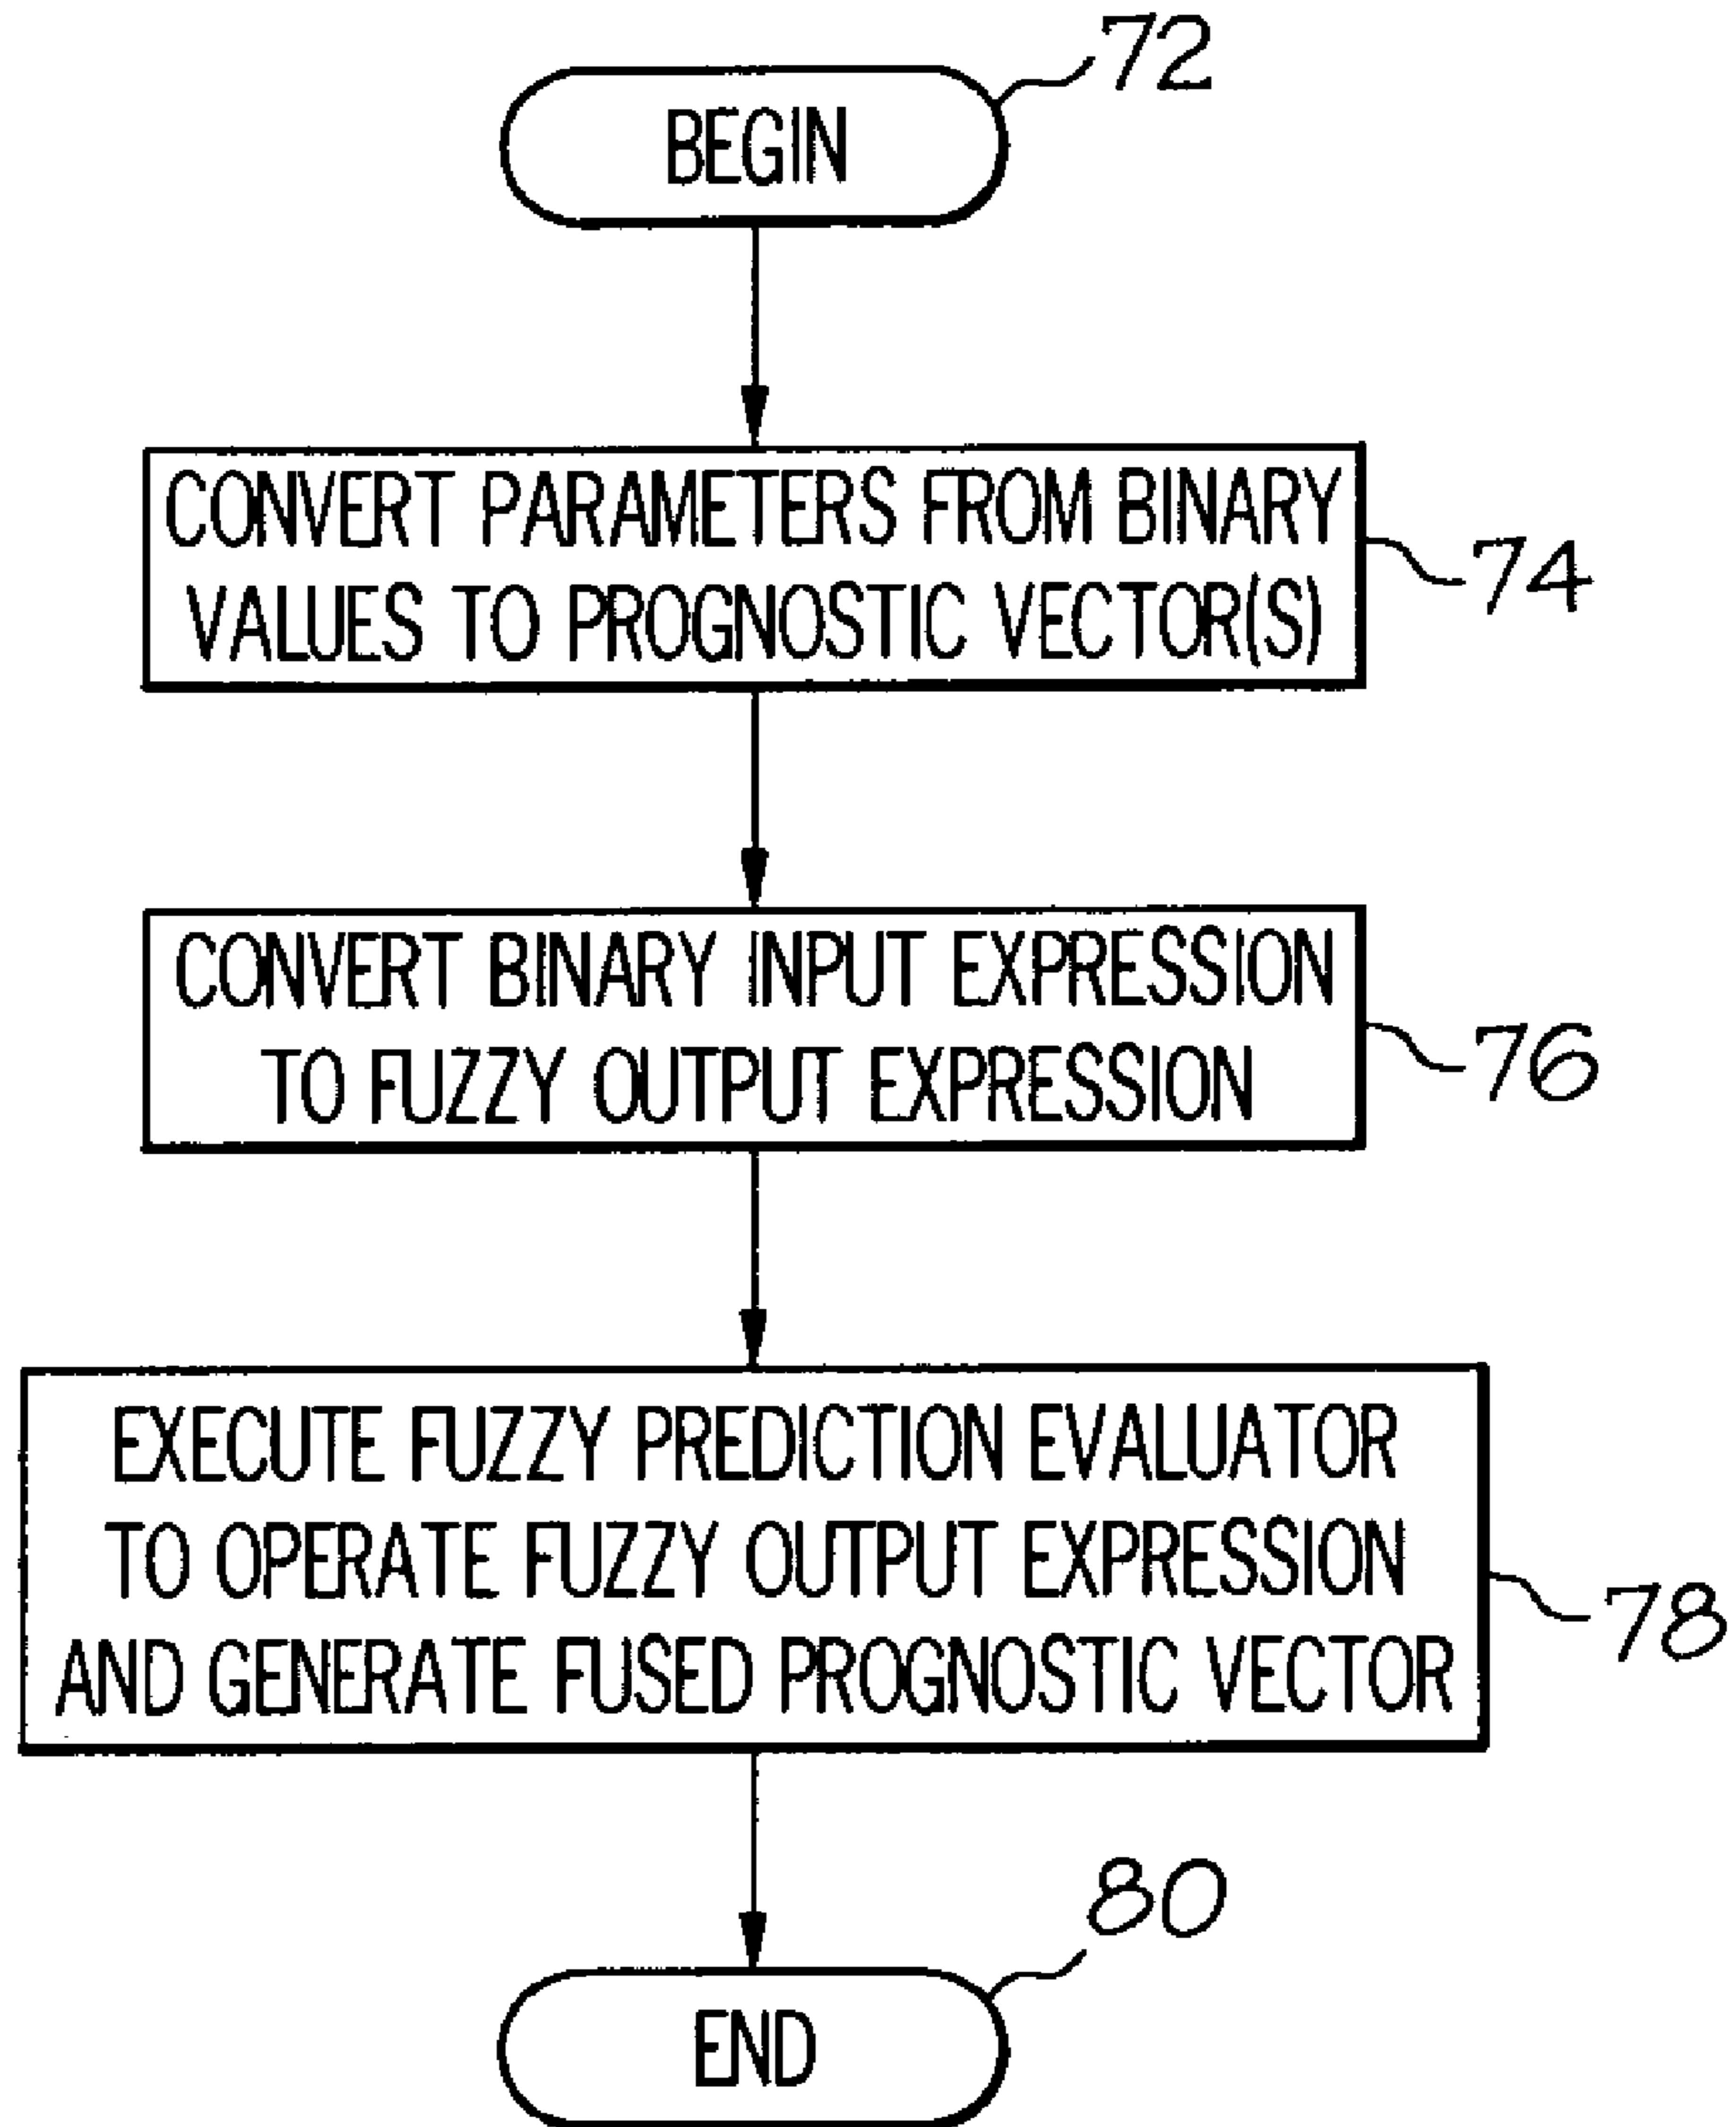 72
BEGIN
CONVERT PARAMETERS FROM BINARY
VALUES TO PROGNOSTIC VECTOR(S)
74
CONVERT BINARY INPUT EXPRESSION
TO FUZZY OUTPUT EXPRESSION
76
EXECUTE FUZZY PREDICTION EVALUATOR
TO OPERATE FUZZY OUTPUT EXPRESSION
AND GENERATE FUSED PROGNOSTIC VECTOR
78
80
END